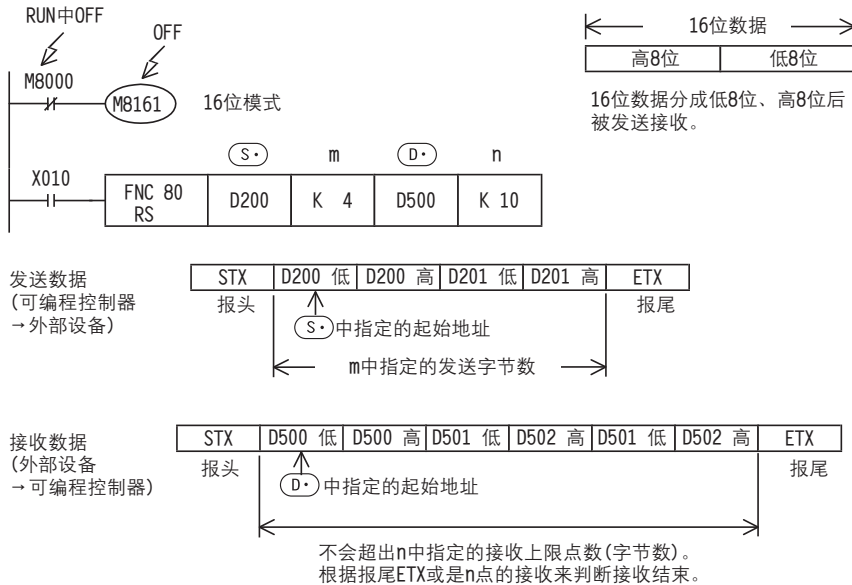 RUN中OFF
OFF
M8000
M8161
16位模式
16位数据
高8位 低8位
16位数据分成低8位、高8位后
被发送接收。
S· m D· n
X010
FNC 80
RS
D200 K 4 D500 K 10
发送数据
(可编程控制器
→外部设备)
STX D200 低 D200 高 D201 低 D201 高 ETX
报头 报尾
S·中指定的起始地址
m中指定的发送字节数
接收数据
(外部设备
→可编程控制器)
STX D500 低 D500 高 D501 低 D502 高 D501 低 D502 高 ETX
报头 报尾
D·中指定的起始地址
不会超出n中指定的接收上限点数(字节数)。
根据报尾ETX或是n点的接收来判断接收结束。